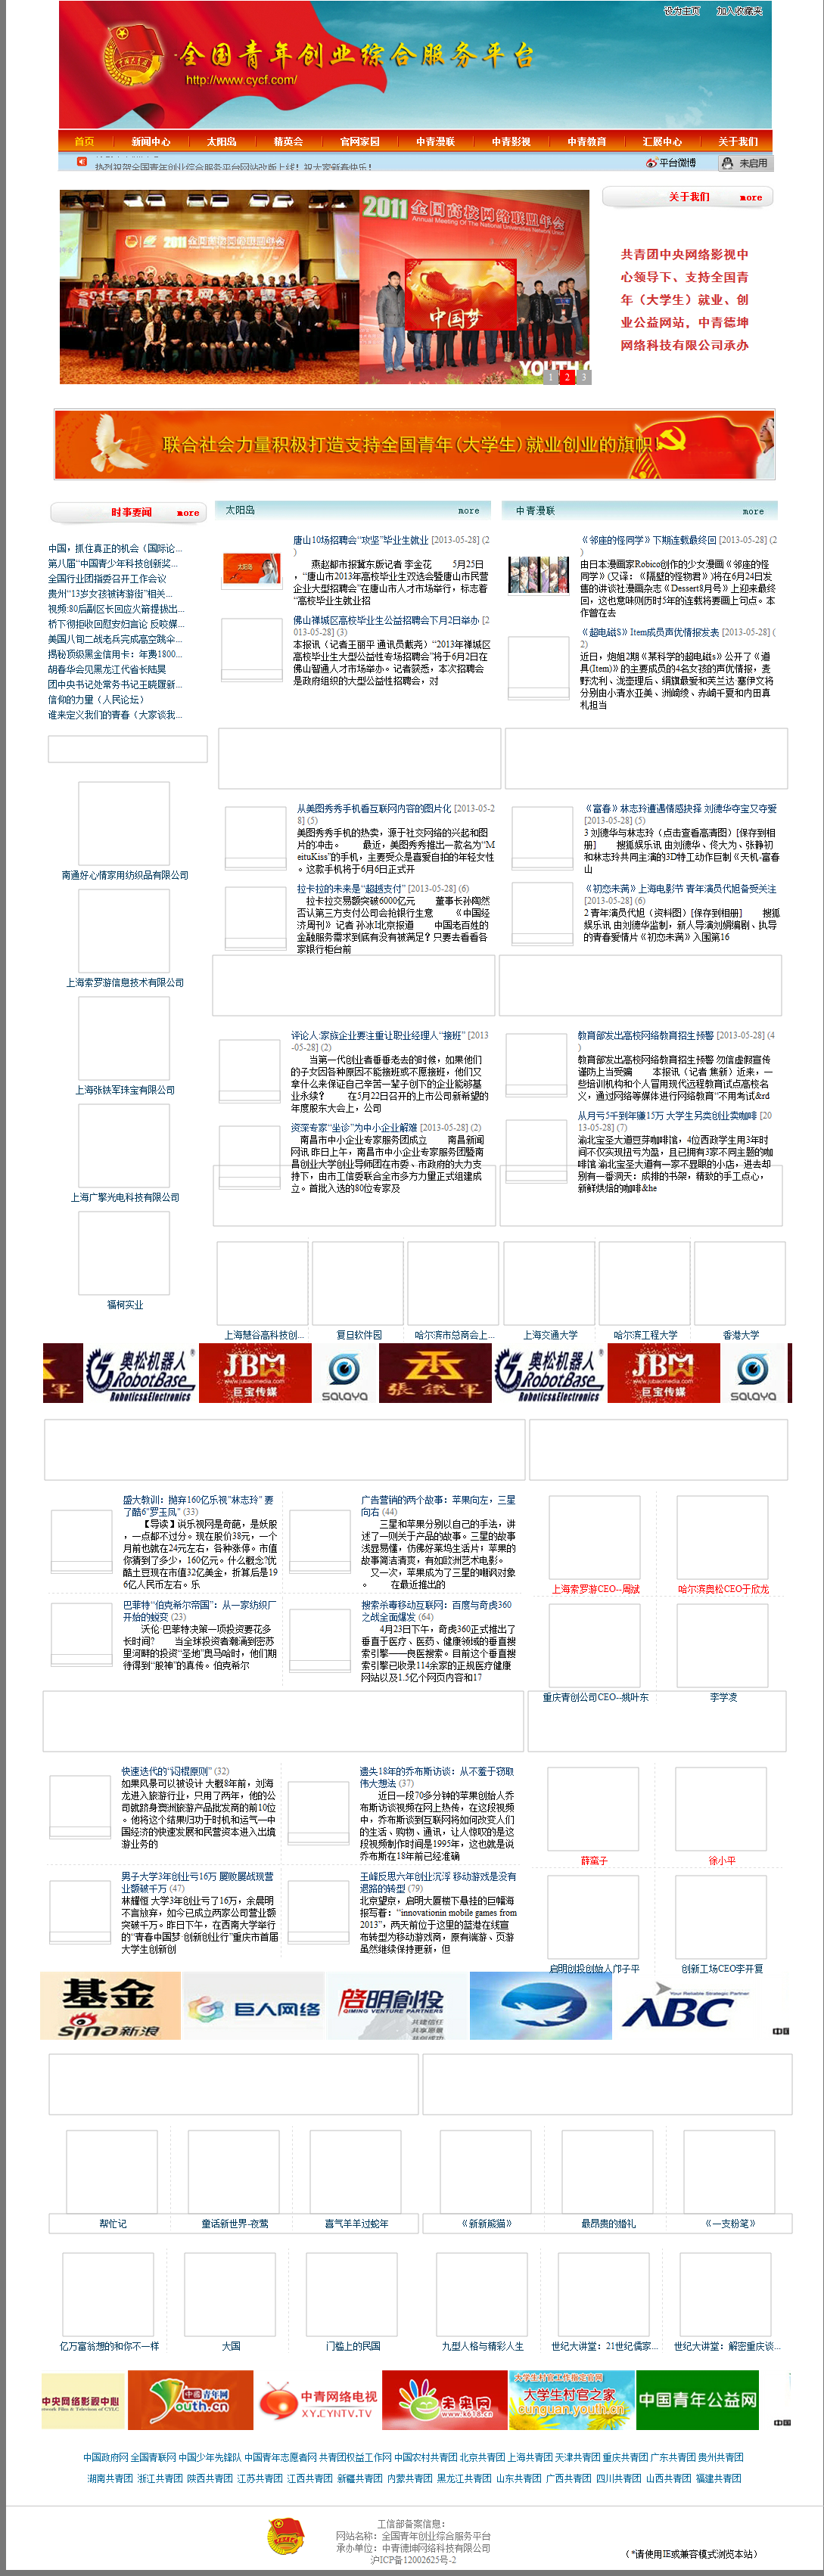 设为主页 加入收藏夹
全国青年创业综合服务平台
http://www.cycf.com/
首页 新闻中心 太阳岛 精英会 官网家园 中青漫联 中青影视 中青教育 汇展中心 关于我们
热烈祝贺全国青年创业综合服务平台网站改版上线！祝大家新春快乐！
平台微博 未启用
2011全国高校网络联盟年会
Annual Meeting Of The National Universities Network
中国梦
1 2 3
关于我们 more
共青团中央网络影视中
心领导下、支持全国青
年（大学生）就业、创
业公益网站，中青德坤
网络科技有限公司承办
联合社会力量积极打造支持全国青年(大学生)就业创业的旗帜!
时事要闻 more
中国，抓住真正的机会（国际论...
第八届"中国青少年科技创新奖...
全国行业团指委召开工作会议
贵州"13岁女孩被铐游街"相关...
视频:80后副区长回应火箭提拔出...
桥下彻拒收回慰安妇言论 反咬媒...
美国八旬二战老兵完成高空跳伞...
揭秘顶级黑金信用卡：年费1800...
胡春华会见黑龙江代省长陆昊
团中央书记处常务书记王晓履新...
信仰的力量（人民论坛）
谁来定义我们的青春（大家谈我...
太阳岛 more
唐山10场招聘会"攻坚"毕业生就业 [2013-05-28] (2
)
燕赵都市报冀东版记者 李金花 5月25日
，"唐山市2013年高校毕业生双选会暨唐山市民营
企业大型招聘会"在唐山市人才市场举行，标志着
"高校毕业生就业招
佛山禅城区高校毕业生公益招聘会下月2日举办 [2
013-05-28] (3)
本报讯（记者王丽平 通讯员戴尧）"2013年禅城区
高校毕业生大型公益性专场招聘会"将于6月2日在
佛山智通人才市场举办。记者获悉，本次招聘会
是政府组织的大型公益性招聘会，对
中青漫联 more
《邻座的怪同学》下期连载最终回 [2013-05-28] (2
)
由日本漫画家Robico创作的少女漫画《邻座的怪
同学》(又译：《隔壁的怪物君》)将在6月24日发
售的讲谈社漫画杂志《Dessert8月号》上迎来最终
回，这也意味则历时5年的连载将要画上句点。本
作曾在去
《超电磁S》Item成员声优情报发表 [2013-05-28] (
2)
近日，炮姐2期《某科学的超电磁s》公开了《道
具(Item)》的主要成员的4名女孩的声优情报，麦
野沈利、泷壶理后、绢旗最爱和芙兰达·塞伊文将
分别由小清水亚美、洲崎绫、赤崎千夏和内田真
礼担当
从美图秀秀手机看互联网内容的图片化 [2013-05-2
8] (5)
美图秀秀手机的热卖，源于社交网络的兴起和图
片的冲击。 最近，美图秀秀推出一款名为"M
eituKiss"的手机，主要受众是喜爱自拍的年轻女性
。这款手机将于6月6日正式开
拉卡拉的未来是"超越支付" [2013-05-28] (6)
拉卡拉交易额突破6000亿元 董事长孙陶然
否认第三方支付公司会抢银行生意 《中国经
济周刊》 记者 孙冰I北京报道 中国老百姓的
金融服务需求到底有没有被满足？只要去看看各
家银行柜台前
《富春》林志玲遭遇情感抉择 刘德华夺宝又夺爱
[2013-05-28] (5)
3 刘德华与林志玲（点击查看高清图）[保存到相
册] 搜狐娱乐讯 由刘德华、佟大为、张静初
和林志玲共同主演的3D特工动作巨制《天机-富春
山
《初恋未满》上海电影节 青年演员代旭备受关注
[2013-05-28] (6)
2 青年演员代旭（资料图）[保存到相册] 搜狐
娱乐讯 由刘德华监制，新人导演刘娟编剧、执导
的青春爱情片《初恋未满》入围第16
南通好心情家用纺织品有限公司
上海索罗游信息技术有限公司
上海张铁军珠宝有限公司
上海广擎光电科技有限公司
福柯实业
评论人:家族企业要注重让职业经理人"接班" [2013
-05-28] (2)
当第一代创业者垂垂老去的时候，如果他们
的子女因各种原因不能接班或不愿接班，他们又
拿什么来保证自己辛苦一辈子创下的企业能够基
业永续？ 在5月22日召开的上市公司新希望的
年度股东大会上，公司
资深专家"坐诊"为中小企业解难 [2013-05-28] (2)
南昌市中小企业专家服务团成立 南昌新闻
网讯 昨日上午，南昌市中小企业专家服务团暨南
昌创业大学创业导师团在市委、市政府的大力支
持下，由市工信委联合全市多方力量正式组建成
立。首批入选的80位专家及
教育部发出高校网络教育招生预警 [2013-05-28] (4
)
教育部发出高校网络教育招生预警 勿信虚假宣传
谨防上当受骗 本报讯（记者 焦新）近来，一
些培训机构和个人冒用现代远程教育试点高校名
义，通过网络等媒体进行网络教育"不用考试&rd
从月亏5千到年赚15万 大学生另类创业卖咖啡 [20
13-05-28] (7)
渝北宝圣大道豆芽咖啡馆，4位西政学生用3年时
间不仅实现扭亏为盈，且已拥有3家不同主题的咖
啡馆 渝北宝圣大道有一家不显眼的小店，进去却
别有一番洞天：成排的书架，精致的手工点心，
新鲜烘焙的咖啡&he
上海慧谷高科技创... 复旦软件园 哈尔滨市总商会上... 上海交通大学 哈尔滨工程大学 香港大学
奥松机器人 RobotBase Robotics&Electronics JBM www.jubaomedia.com 巨宝传媒 SOLOYO 張鐵軍 奥松机器人 RobotBase Robotics&Electronics JBM www.jubaomedia.com 巨宝传媒 SOLOYO
盛大教训：抛弃160亿乐视"林志玲" 要
了酷6"罗玉凤" (33)
【导读】说乐视网是奇葩，是妖股
，一点都不过分。现在股价38元，一个
月前也就在24元左右，各种涨停。市值
你猜到了多少，160亿元。什么概念?优
酷土豆现在市值32亿美金，折算后是19
6亿人民币左右。乐
广告营销的两个故事：苹果向左，三星
向右 (44)
三星和苹果分别以自己的手法，讲
述了一则关于产品的故事。三星的故事
浅显易懂，仿佛好莱坞生活片；苹果的
故事简洁清爽，有如欧洲艺术电影。
又一次，苹果成为了三星的嘲讽对象
。 在最近推出的
巴菲特"伯克希尔帝国"：从一家纺织厂
开始的蜕变 (23)
沃伦·巴菲特决策一项投资要花多
长时间? 当全球投资者潮涌到密苏
里河畔的投资"圣地"奥马哈时，他们期
待得到"股神"的真传。伯克希尔
搜索杀毒移动互联网：百度与奇虎360
之战全面爆发 (64)
4月23日下午，奇虎360正式推出了
垂直于医疗、医药、健康领域的垂直搜
索引擎——良医搜索。目前这个垂直搜
索引擎已收录114余家的正规医疗健康
网站以及1.5亿个网页内容和17
上海索罗游CEO--周斌 哈尔滨奥松CEO于欣龙
重庆青创公司CEO--姚叶东 李学凌
快速迭代的"闷棍原则" (32)
如果风景可以被设计 大概8年前，刘海
龙进入旅游行业，只用了两年，他的公
司就跻身澳洲旅游产品批发商的前10位
。他将这个结果归功于时机和运气—中
国经济的快速发展和民营资本进入出境
游业务的
遗失18年的乔布斯访谈：从不羞于窃取
伟大想法 (37)
近日一段70多分钟的苹果创始人乔
布斯访谈视频在网上热传，在这段视频
中，乔布斯谈到互联网将如何改变人们
的生活、购物、通讯，让人惊叹的是这
段视频制作时间是1995年，这也就是说
乔布斯在18年前已经准确
男子大学3年创业亏16万 屡败屡战现营
业额破千万 (47)
林耀恒 大学3年创业亏了16万，余晨明
不言放弃，如今已成立两家公司营业额
突破千万。昨日下午，在西南大学举行
的"青春中国梦·创新创业行"重庆市首届
大学生创新创
王峰反思六年创业沉浮 移动游戏是没有
退路的转型 (79)
北京望京，启明大厦楼下悬挂的巨幅海
报写着："innovationin mobile games from
2013"，两天前位于这里的蓝港在线宣
布转型为移动游戏商，原有端游、页游
虽然继续保持更新，但
薛蛮子 徐小平
启明创投创始人邝子平 创新工场CEO李开复
基金 sina新浪 巨人网络 啓明創投 QIMING VENTURE PARTNERS 共建信任 共享愿景 共创成功 Your Reliable Strategic Partner ABC 中国
帮忙记 童话新世界-夜莺 喜气羊羊过蛇年 《新新熊猫》 最昂贵的婚礼 《一支粉笔》
亿万富翁想的和你不一样 大国 门槛上的民国 九型人格与精彩人生 世纪大讲堂：21世纪儒家... 世纪大讲堂：解密重庆谈...
中央网络影视中心 中国青年网 youth.cn 中青网络电视 XY.CYNTV.TV 未来网 www.k618.cn 大学生村官工作指定官网 大学生村官之家 cunguan.youth.cn 中国青年公益网 中国
中国政府网 全国青联网 中国少年先锋队 中国青年志愿者网 共青团权益工作网 中国农村共青团 北京共青团 上海共青团 天津共青团 重庆共青团 广东共青团 贵州共青团
湖南共青团 浙江共青团 陕西共青团 江苏共青团 江西共青团 新疆共青团 内蒙共青团 黑龙江共青团 山东共青团 广西共青团 四川共青团 山西共青团 福建共青团
工信部备案信息：
网站名称：全国青年创业综合服务平台
承办单位：中青德坤网络科技有限公司
沪ICP备12002625号-2
（*请使用IE或兼容模式浏览本站）